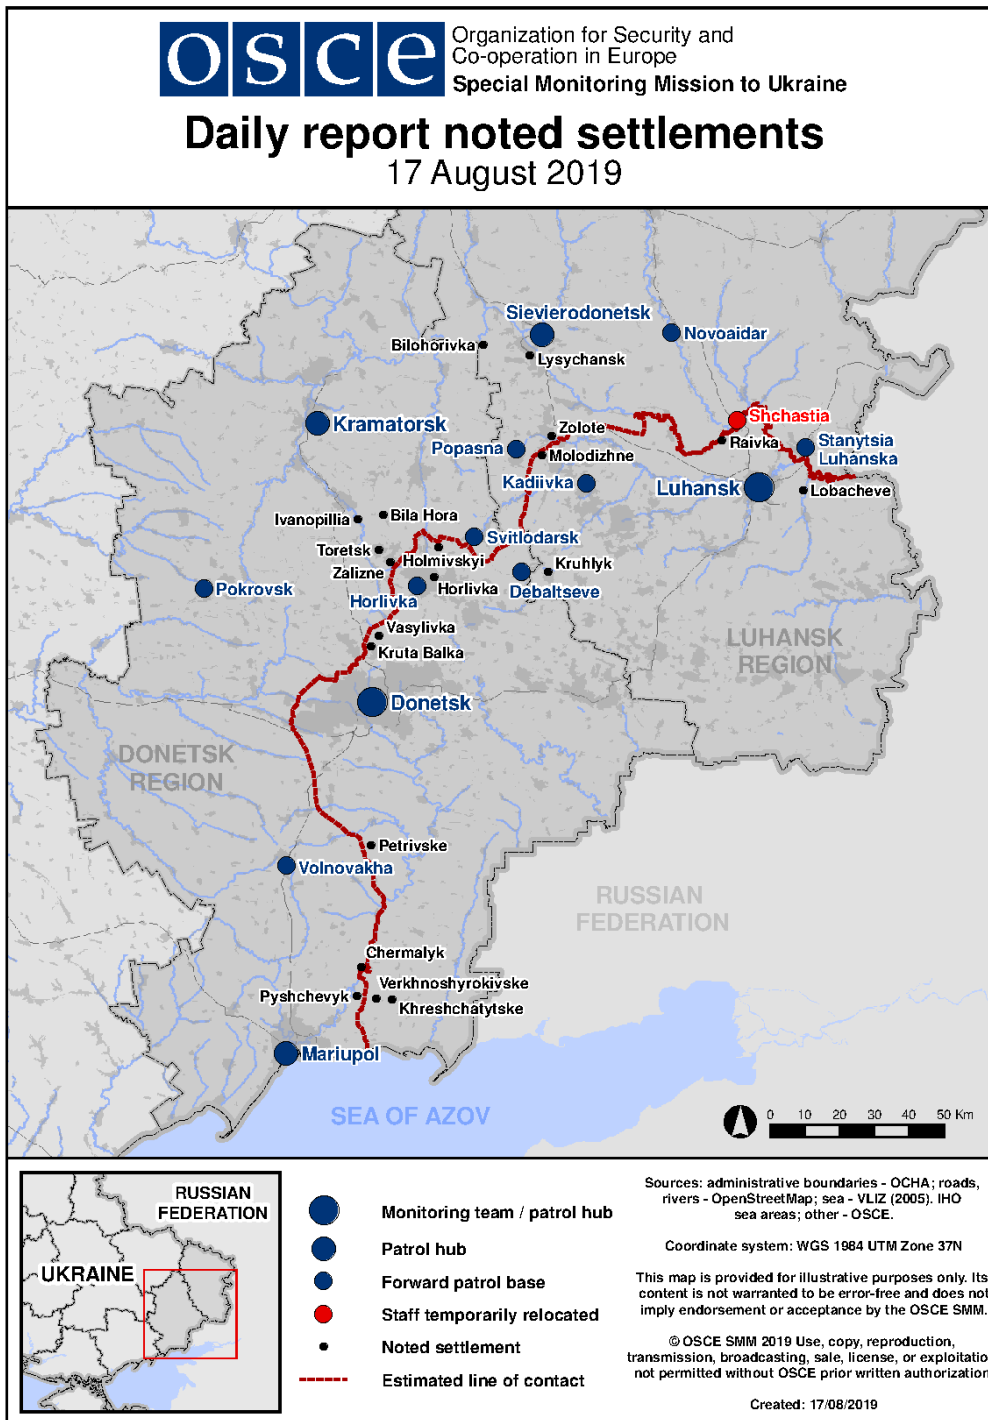 osce
Organization for Security and
Co-operation in Europe
Special Monitoring Mission to Ukraine
Daily report noted settlements
17 August 2019
Sievierodonetsk
Novoaidar
Bilohorivka
Lysychansk
Kramatorsk
Shchastia
Zolote
Raivka
Stanytsia
Luhanska
Popasna
Molodizhne
Kadiivka
Luhansk
Lobacheve
Ivanopillia
Bila Hora
Svitlodarsk
Toretsk
Holmivskyi
Zalizne
Kruhlyk
Pokrovsk
Horlivka
Horlivka
Debaltseve
Vasylivka
Kruta Balka
LUHANSK
REGION
Donetsk
DONETSK
REGION
Petrivske
Volnovakha
RUSSIAN
FEDERATION
Chermalyk
Verkhnoshyrokivske
Pyshchevyk
Khreshchatytske
Mariupol
SEA OF AZOV
0 10 20 30 40 50 Km
RUSSIAN
FEDERATION
UKRAINE
Monitoring team / patrol hub
Patrol hub
Forward patrol base
Staff temporarily relocated
Noted settlement
Estimated line of contact
Sources: administrative boundaries - OCHA; roads,
rivers - OpenStreetMap; sea - VLIZ (2005). IHO
sea areas; other - OSCE.
Coordinate system: WGS 1984 UTM Zone 37N
This map is provided for illustrative purposes only. Its
content is not warranted to be error-free and does not
imply endorsement or acceptance by the OSCE SMM.
© OSCE SMM 2019 Use, copy, reproduction,
transmission, broadcasting, sale, license, or exploitatio
not permitted without OSCE prior written authorization
Created: 17/08/2019